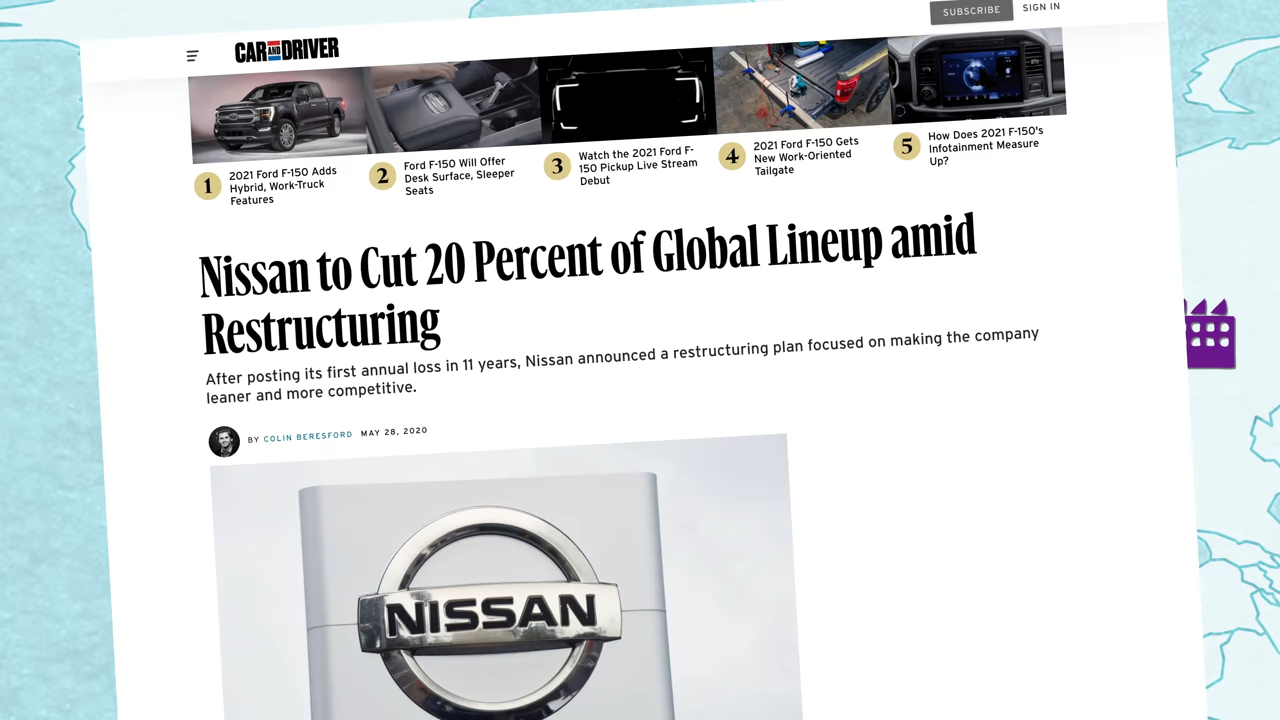 SUBSCRIBE
SIGN IN
CAR AND DRIVER
1
2021 Ford F-150 Adds
Hybrid, Work-Truck
Features
2
Ford F-150 Will Offer
Desk Surface, Sleeper
Seats
3
Watch the 2021 Ford F-
150 Pickup Live Stream
Debut
4
2021 Ford F-150 Gets
New Work-Oriented
Tailgate
5
How Does 2021 F-150's
Infotainment Measure
Up?
Nissan to Cut 20 Percent of Global Lineup amid
Restructuring
After posting its first annual loss in 11 years, Nissan announced a restructuring plan focused on making the company
leaner and more competitive.
BY COLIN BERESFORD MAY 28, 2020
NISSAN